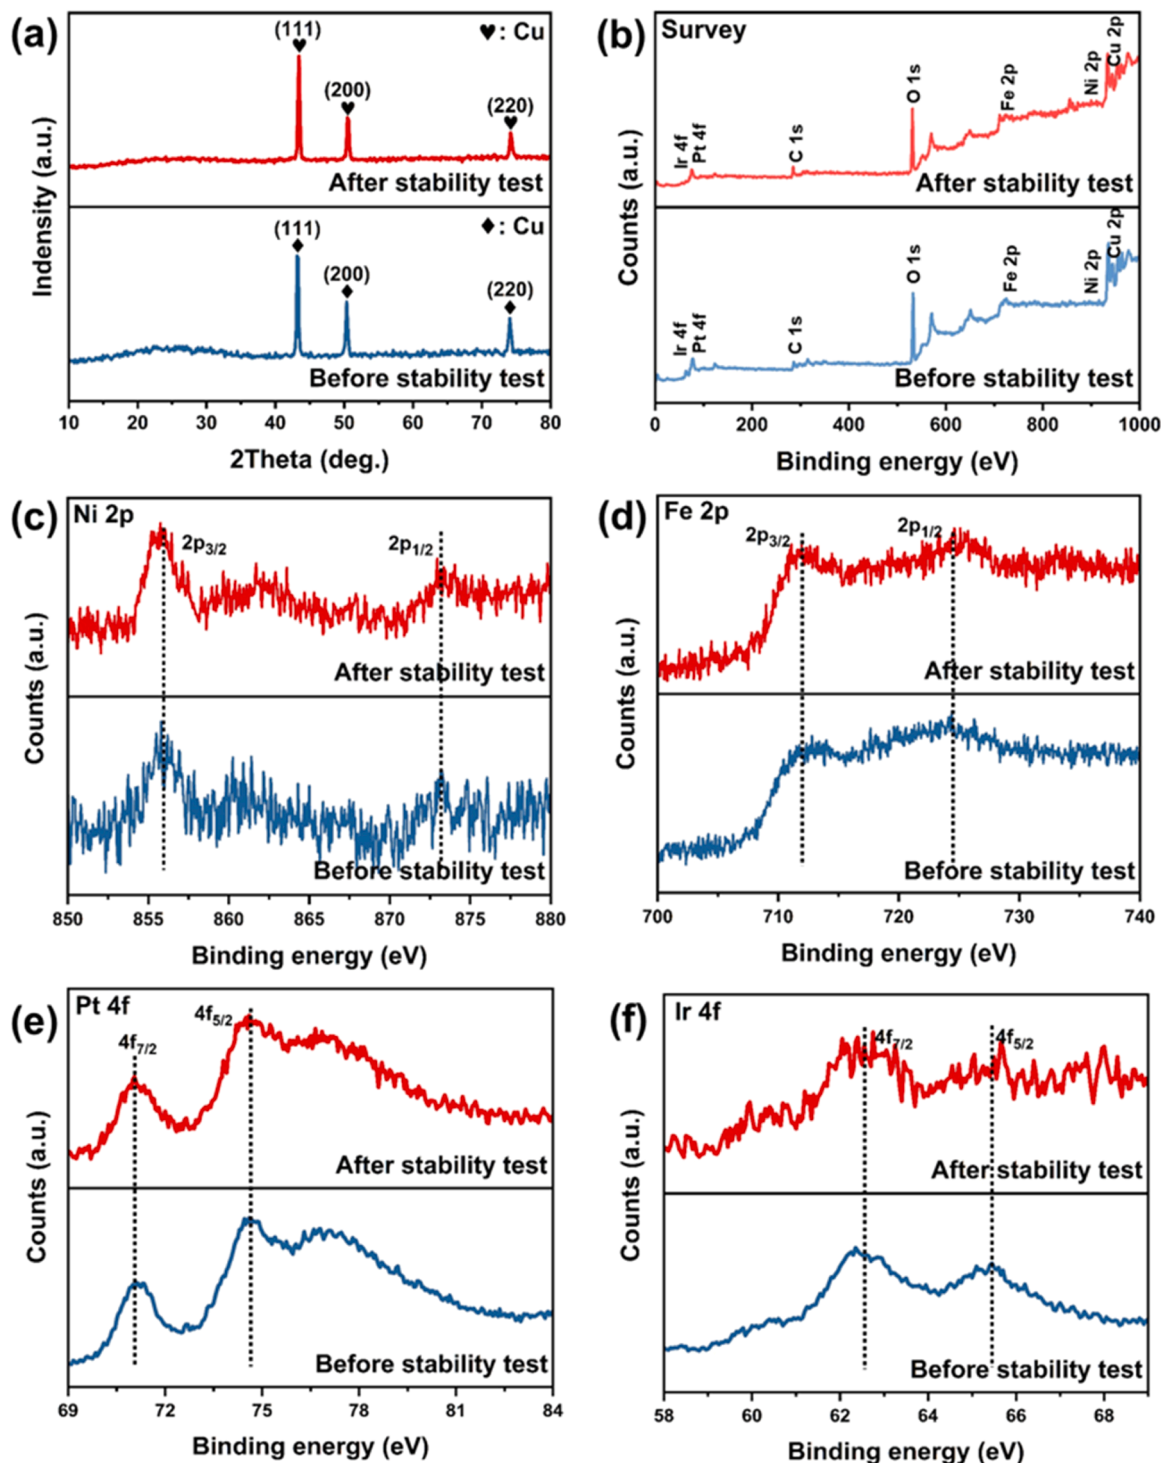 (a)
(111)
♥: Cu
(200)
(220)
After stability test
(111)
♦: Cu
(200)
(220)
Before stability test
Indensity (a.u.)
10 20 30 40 50 60 70 80
2Theta (deg.)
(b)
Survey
Ir 4f
Pt 4f
C 1s
O 1s
Fe 2p
Ni 2p
Cu 2p
After stability test
Ir 4f
Pt 4f
C 1s
O 1s
Fe 2p
Ni 2p
Cu 2p
Before stability test
Counts (a.u.)
0 200 400 600 800 1000
Binding energy (eV)
(c)
Ni 2p
2p3/2
2p1/2
After stability test
Before stability test
Counts (a.u.)
850 855 860 865 870 875 880
Binding energy (eV)
(d)
Fe 2p
2p3/2
2p1/2
After stability test
Before stability test
Counts (a.u.)
700 710 720 730 740
Binding energy (eV)
(e)
Pt 4f
4f7/2
4f5/2
After stability test
Before stability test
Counts (a.u.)
69 72 75 78 81 84
Binding energy (eV)
(f)
Ir 4f
4f7/2
4f5/2
After stability test
Before stability test
Counts (a.u.)
58 60 62 64 66 68
Binding energy (eV)